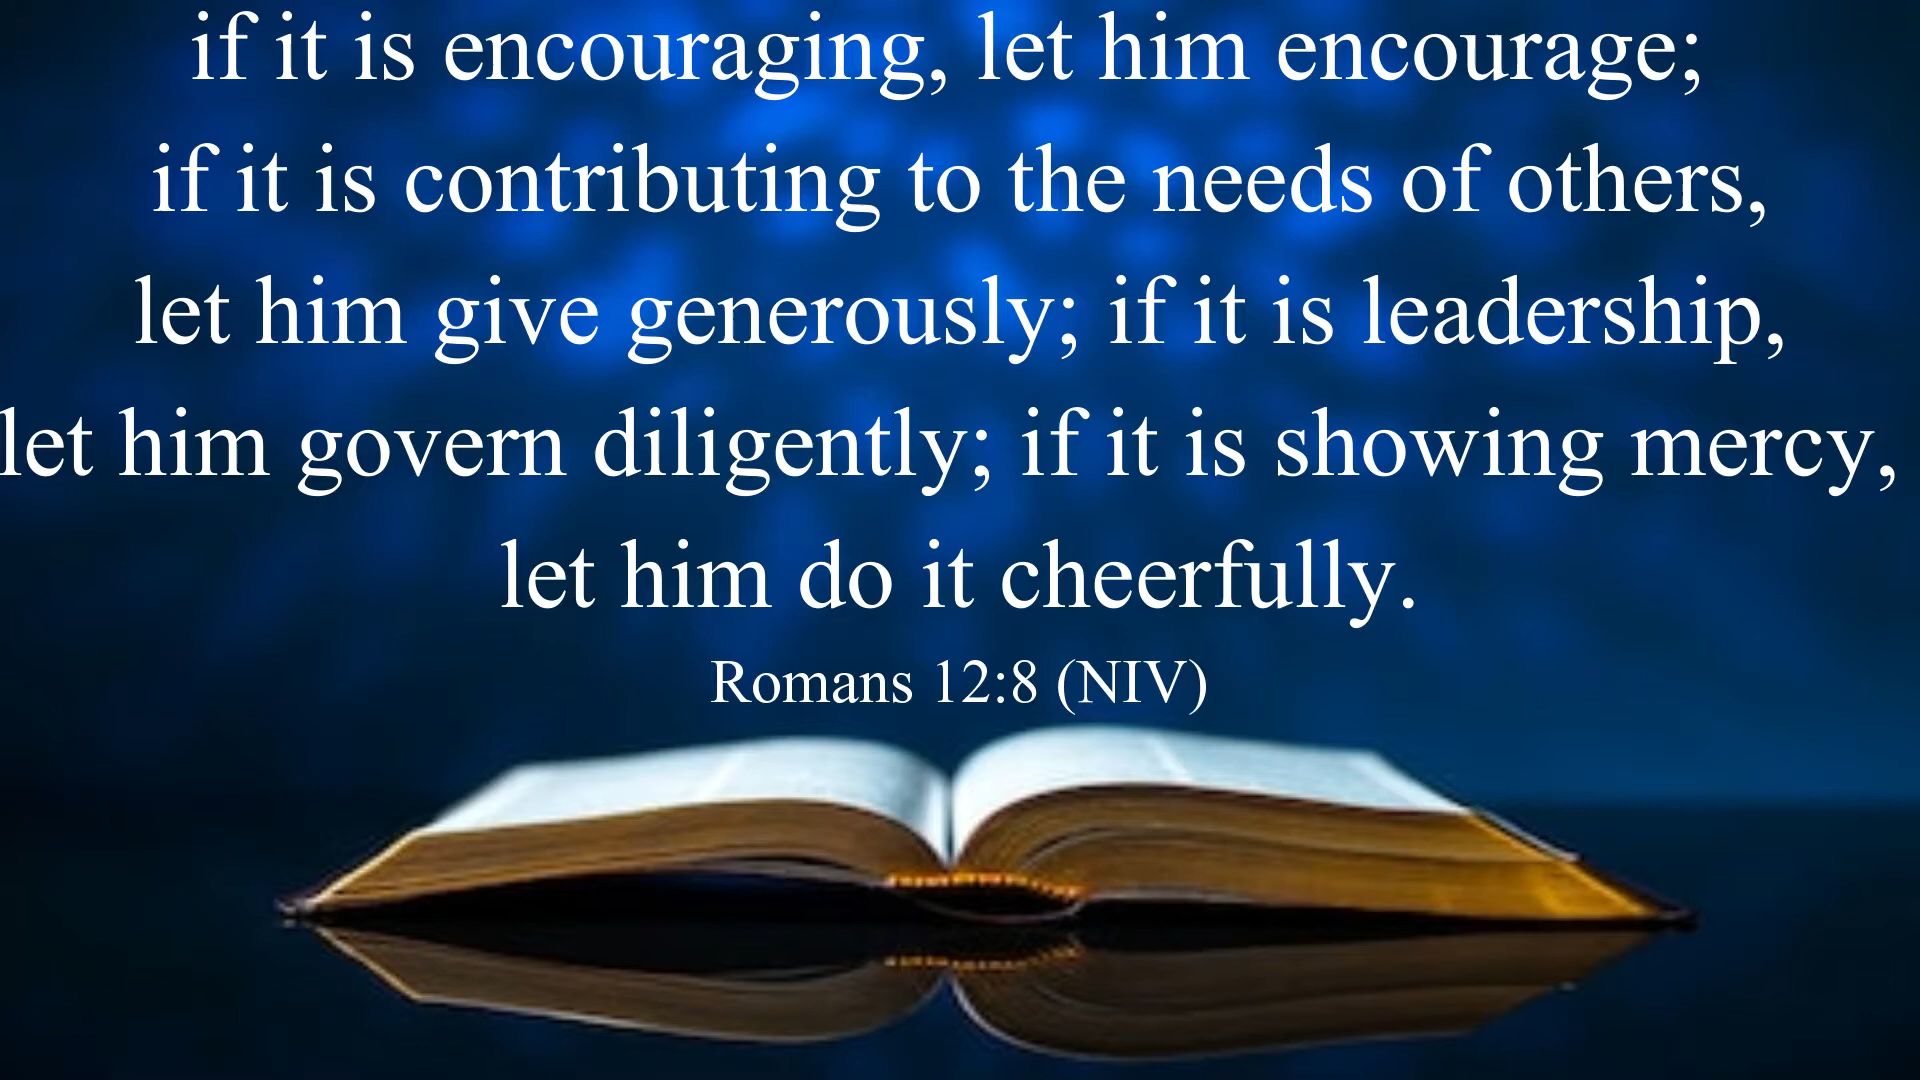 if it is encouraging, let him encourage;
if it is contributing to the needs of others,
let him give generously; if it is leadership,
let him govern diligently; if it is showing mercy,
let him do it cheerfully.
Romans 12:8 (NIV)